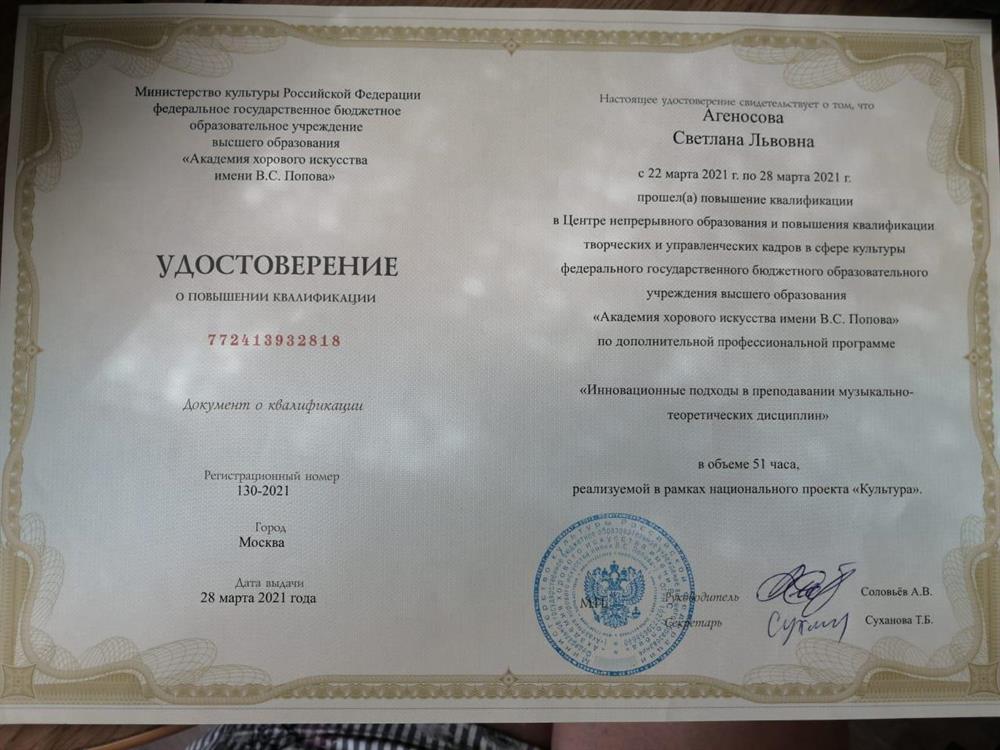 Министерство культуры Российской Федерации
федеральное государственное бюджетное
образовательное учреждение
высшего образования
«Академия хорового искусства
имени В.С. Попова»
УДОСТОВЕРЕНИЕ
О ПОВЫШЕНИИ КВАЛИФИКАЦИИ
772413932818
Документ о квалификации
Регистрационный номер
130-2021
Город
Москва
Дата выдачи
28 марта 2021 года
Настоящее удостоверение свидетельствует о том, что
Агеносова
Светлана Львовна
с 22 марта 2021 г. по 28 марта 2021 г.
прошел(а) повышение квалификации
в Центре непрерывного образования и повышения квалификации
творческих и управленческих кадров в сфере культуры
федерального государственного бюджетного образовательного
учреждения высшего образования
«Академия хорового искусства имени В.С. Попова»
по дополнительной профессиональной программе
«Инновационные подходы в преподавании музыкально-
теоретических дисциплин»
в объеме 51 часа,
реализуемой в рамках национального проекта «Культура».
М.П.
Руководитель
Соловьёв А.В.
Секретарь
Суханова Т.Б.